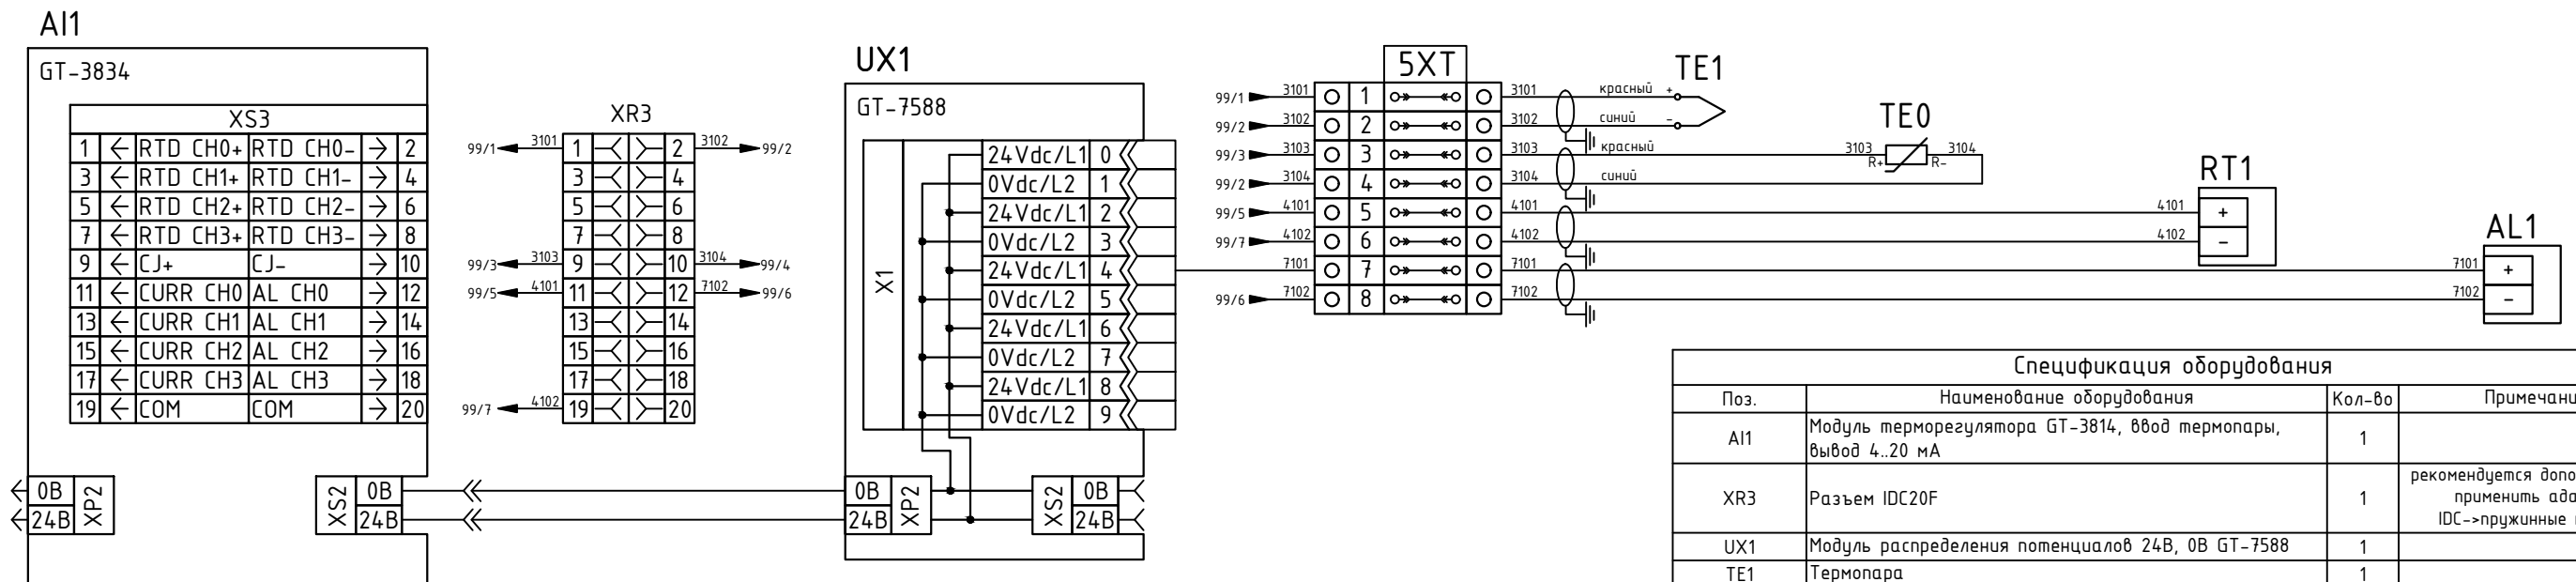 AI1
GT-3834
XS3
1 RTD CH0+ RTD CH0- 2
3 RTD CH1+ RTD CH1- 4
5 RTD CH2+ RTD CH2- 6
7 RTD CH3+ RTD CH3- 8
9 CJ+ CJ- 10
11 CURR CH0 AL CH0 12
13 CURR CH1 AL CH1 14
15 CURR CH2 AL CH2 16
17 CURR CH3 AL CH3 18
19 COM COM 20
0В
24В
XP2
XS2
0В
24В
XR3
99/1 3101 1 2 3102 99/2
3 4
5 6
7 8
99/3 3103 9 10 3104 99/4
99/5 4101 11 12 7102 99/6
13 14
15 16
17 18
99/7 4102 19 20
UX1
GT-7588
X1
24Vdc/L1 0
0Vdc/L2 1
24Vdc/L1 2
0Vdc/L2 3
24Vdc/L1 4
0Vdc/L2 5
24Vdc/L1 6
0Vdc/L2 7
24Vdc/L1 8
0Vdc/L2 9
0В
24В
XP2
XS2
0В
24В
5XT
99/1 3101 1 3101 красный +
99/2 3102 2 3102 синий -
99/3 3103 3 3103 красный 3103 R+ R- 3104
99/2 3104 4 3104 синий
99/5 4101 5 4101 4101 +
99/7 4102 6 4102 4102 -
7101 7 7101 7101 +
99/6 7102 8 7102 7102 -
TE1
TE0
RT1
AL1
Спецификация оборудования
Поз. Наименование оборудования Кол-во Примечани
AI1 Модуль терморегулятора GT-3814, ввод термопары, 1
вывод 4..20 мА
XR3 Разъем IDC20F 1 рекомендуется допо
применить ада
IDC->пружинные
UX1 Модуль распределения потенциалов 24В, 0В GT-7588 1
TE1 Термопара 1